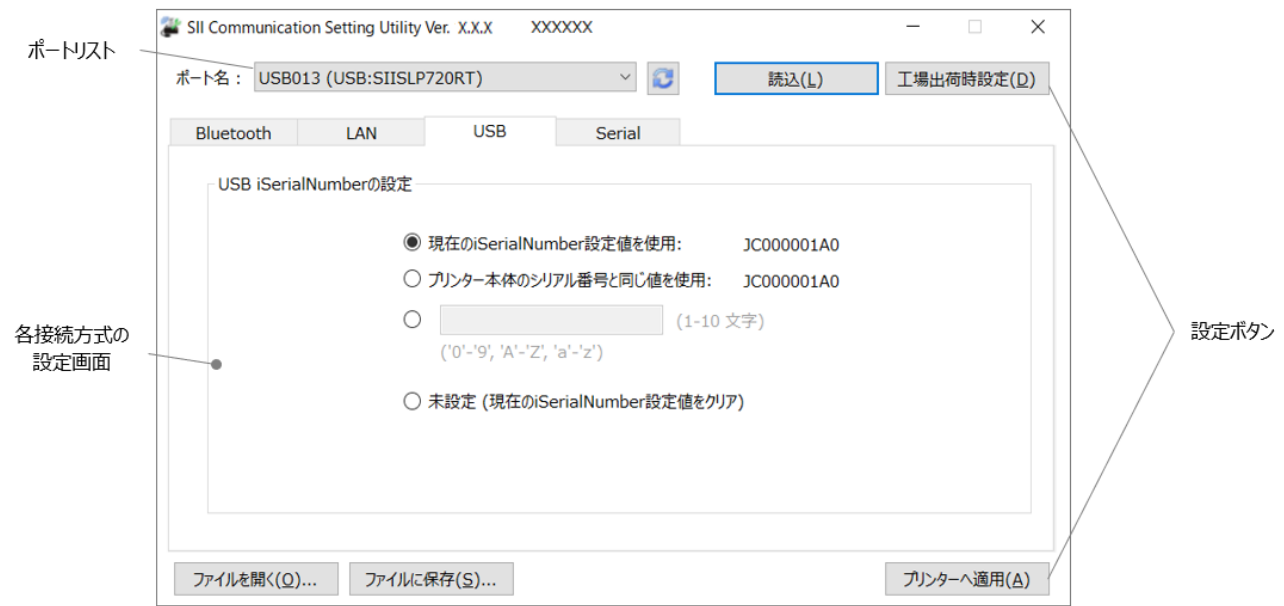 SII Communication Setting Utility Ver. X.X.X XXXXXX
ポートリスト
ポート名： USB013 (USB:SIISLP720RT) 読込(L) 工場出荷時設定(D)
Bluetooth LAN USB Serial
USB iSerialNumberの設定
現在のiSerialNumber設定値を使用: JC000001A0
プリンター本体のシリアル番号と同じ値を使用: JC000001A0
(1-10 文字)
('0'-'9', 'A'-'Z', 'a'-'z')
各接続方式の
設定画面
設定ボタン
未設定 (現在のiSerialNumber設定値をクリア)
ファイルを開く(O)... ファイルに保存(S)... プリンターへ適用(A)